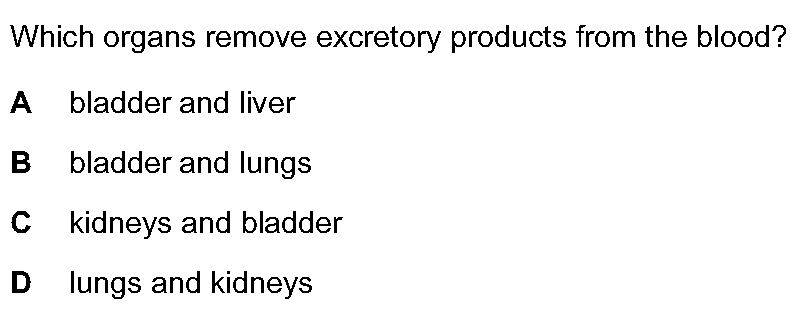 Which organs remove excretory products from the blood?
A bladder and liver
B bladder and lungs
C kidneys and bladder
D lungs and kidneys